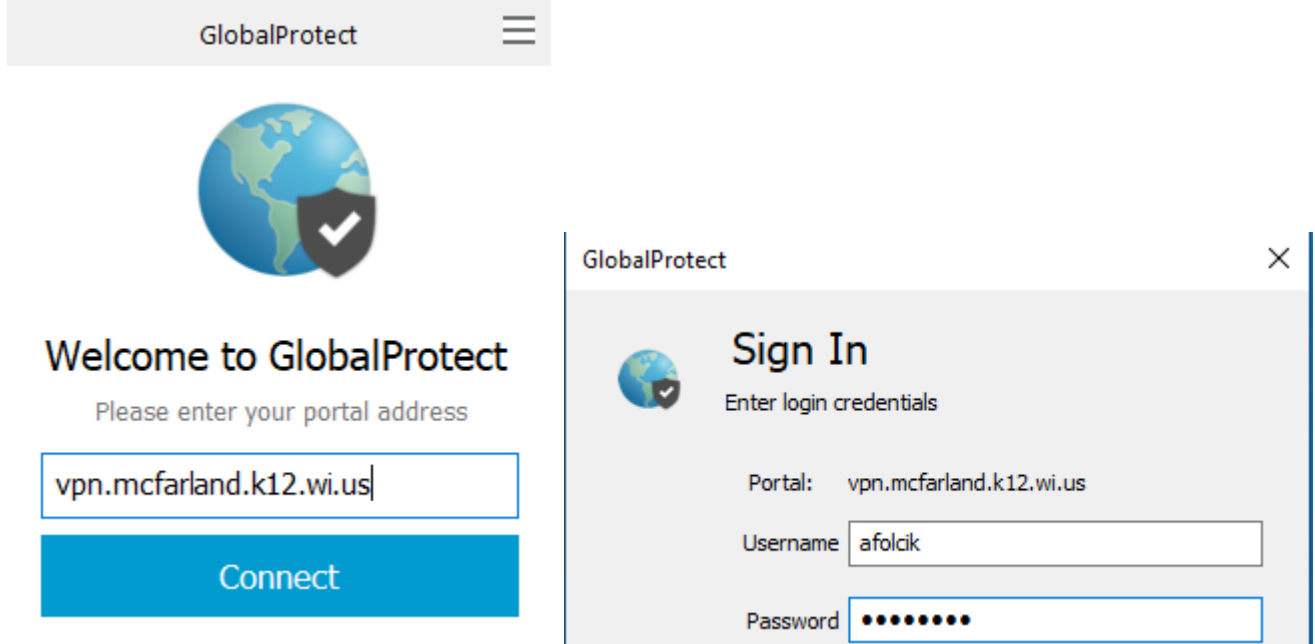 GlobalProtect
Welcome to GlobalProtect
Please enter your portal address
vpn.mcfarland.k12.wi.us
Connect
GlobalProtect
Sign In
Enter login credentials
Portal: vpn.mcfarland.k12.wi.us
Username afolcik
Password ••••••••